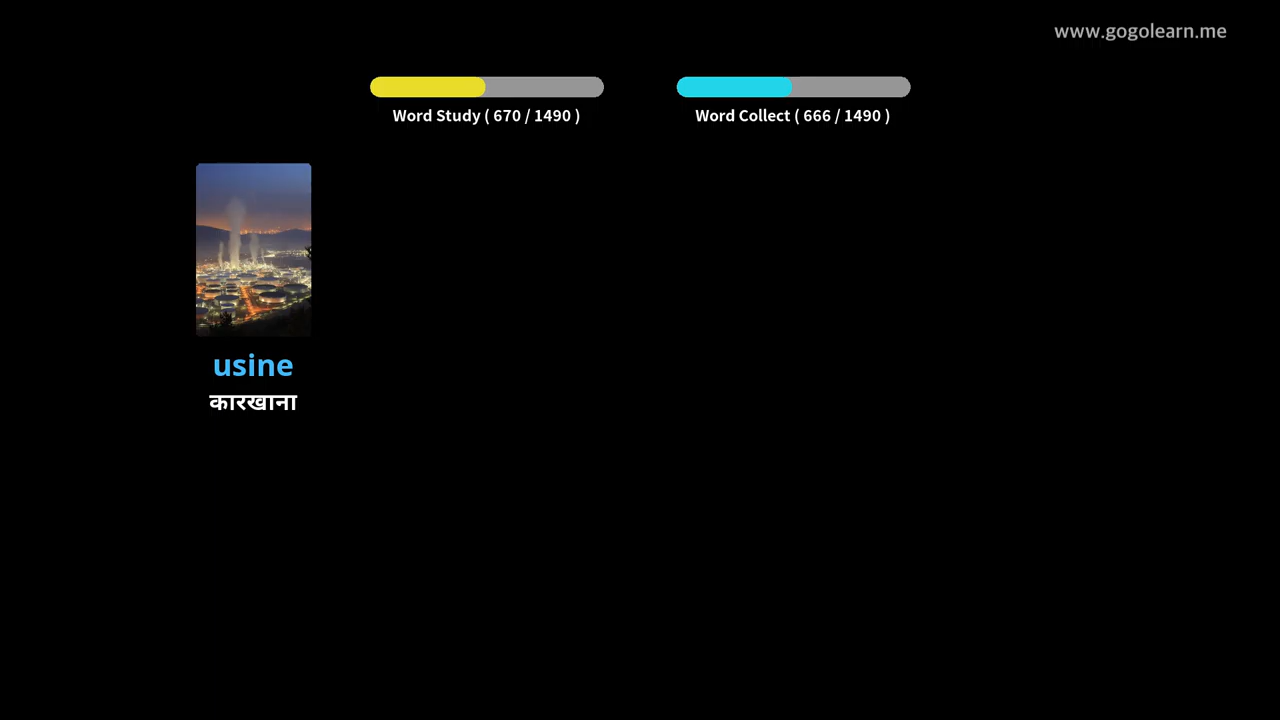 www.gogolearn.me
Word Study ( 670 / 1490 )
Word Collect ( 666 / 1490 )
usine
कारखाना